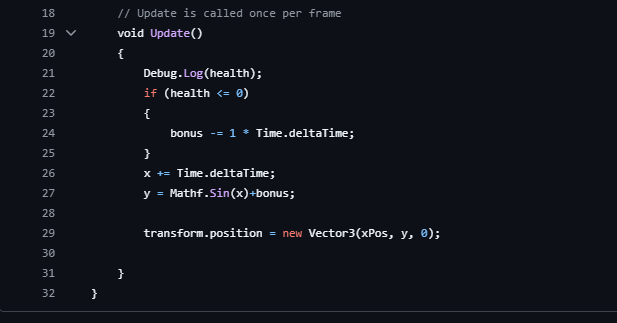 18 // Update is called once per frame
19 void Update()
20 {
21 Debug.Log(health);
22 if (health <= 0)
23 {
24 bonus -= 1 * Time.deltaTime;
25 }
26 x += Time.deltaTime;
27 y = Mathf.Sin(x)+bonus;
28
29 transform.position = new Vector3(xPos, y, 0);
30
31 }
32 }